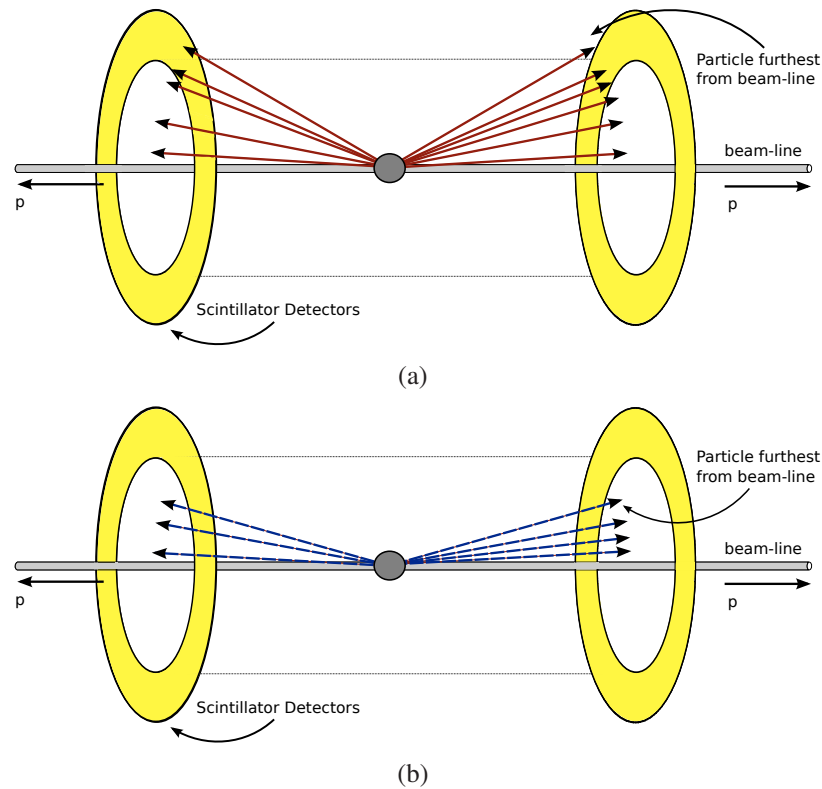 Particle furthest
from beam-line
beam-line
p
p
Scintillator Detectors
(a)
Particle furthest
from beam-line
beam-line
p
p
Scintillator Detectors
(b)